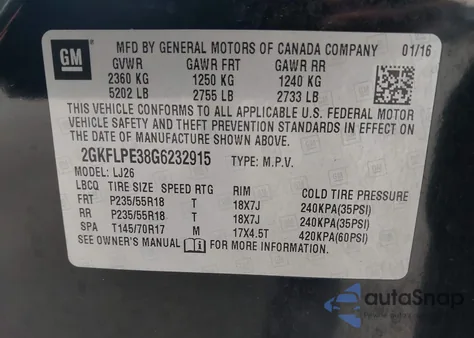 GM MFD BY GENERAL MOTORS OF CANADA COMPANY 01/16
GVWR GAWR FRT GAWR RR
2360 KG 1250 KG 1240 KG
5202 LB 2755 LB 2733 LB
THIS VEHICLE CONFORMS TO ALL APPLICABLE U.S. FEDERAL MOTOR
VEHICLE SAFETY AND THEFT PREVENTION STANDARDS IN EFFECT ON
THE DATE OF MANUFACTURE SHOWN ABOVE.
2GKFLPE38G6232915 TYPE: M.P.V.
MODEL: LJ26
LBCQ TIRE SIZE SPEED RTG RIM COLD TIRE PRESSURE
FRT P235/55R18 T 18X7J 240KPA(35PSI)
RR P235/55R18 T 18X7J 240KPA(35PSI)
SPA T145/70R17 M 17X4.5T 420KPA(60PSI)
SEE OWNER'S MANUAL FOR MORE INFORMATION.
autoSnap